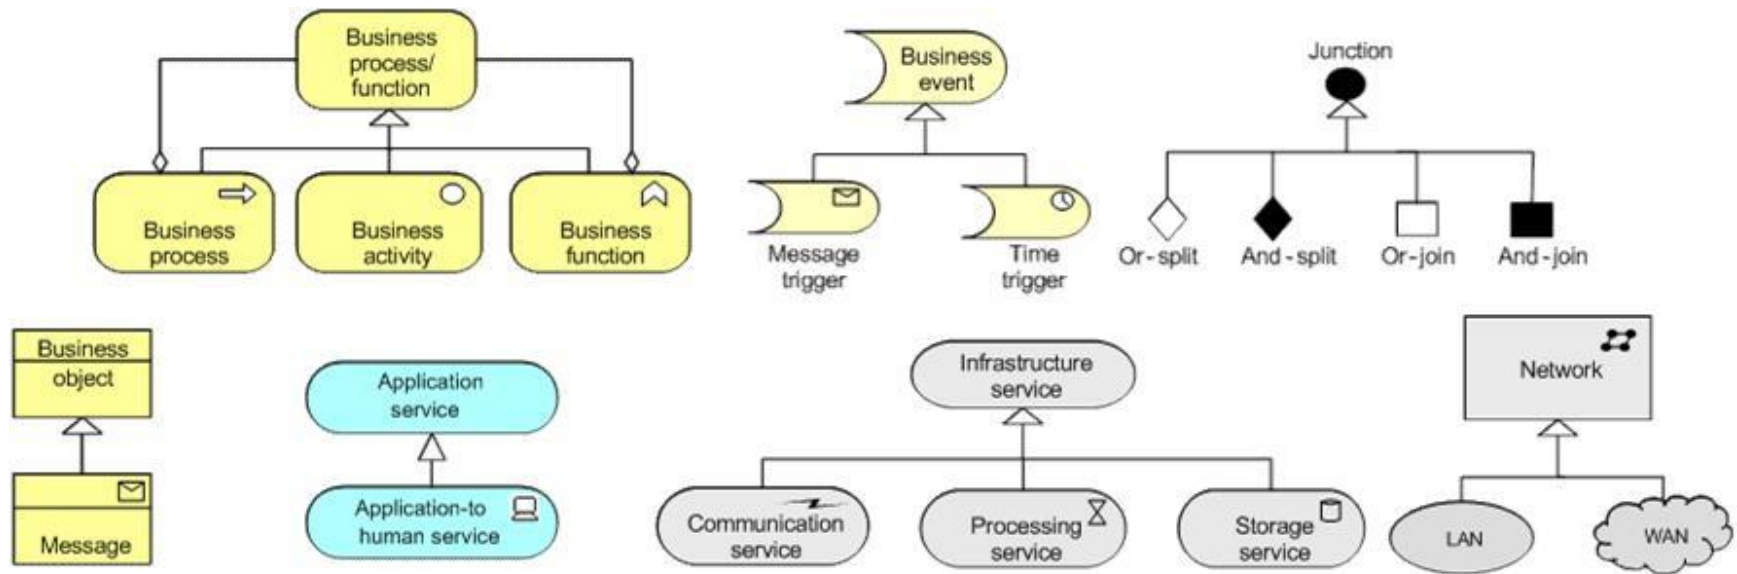 Business
process/
function
Business
process
Business
activity
Business
function
Business
event
Message
trigger
Time
trigger
Junction
Or-split
And-split
Or-join
And-join
Business
object
Message
Application
service
Application-to
human service
Infrastructure
service
Communication
service
Processing
service
Storage
service
Network
LAN
WAN